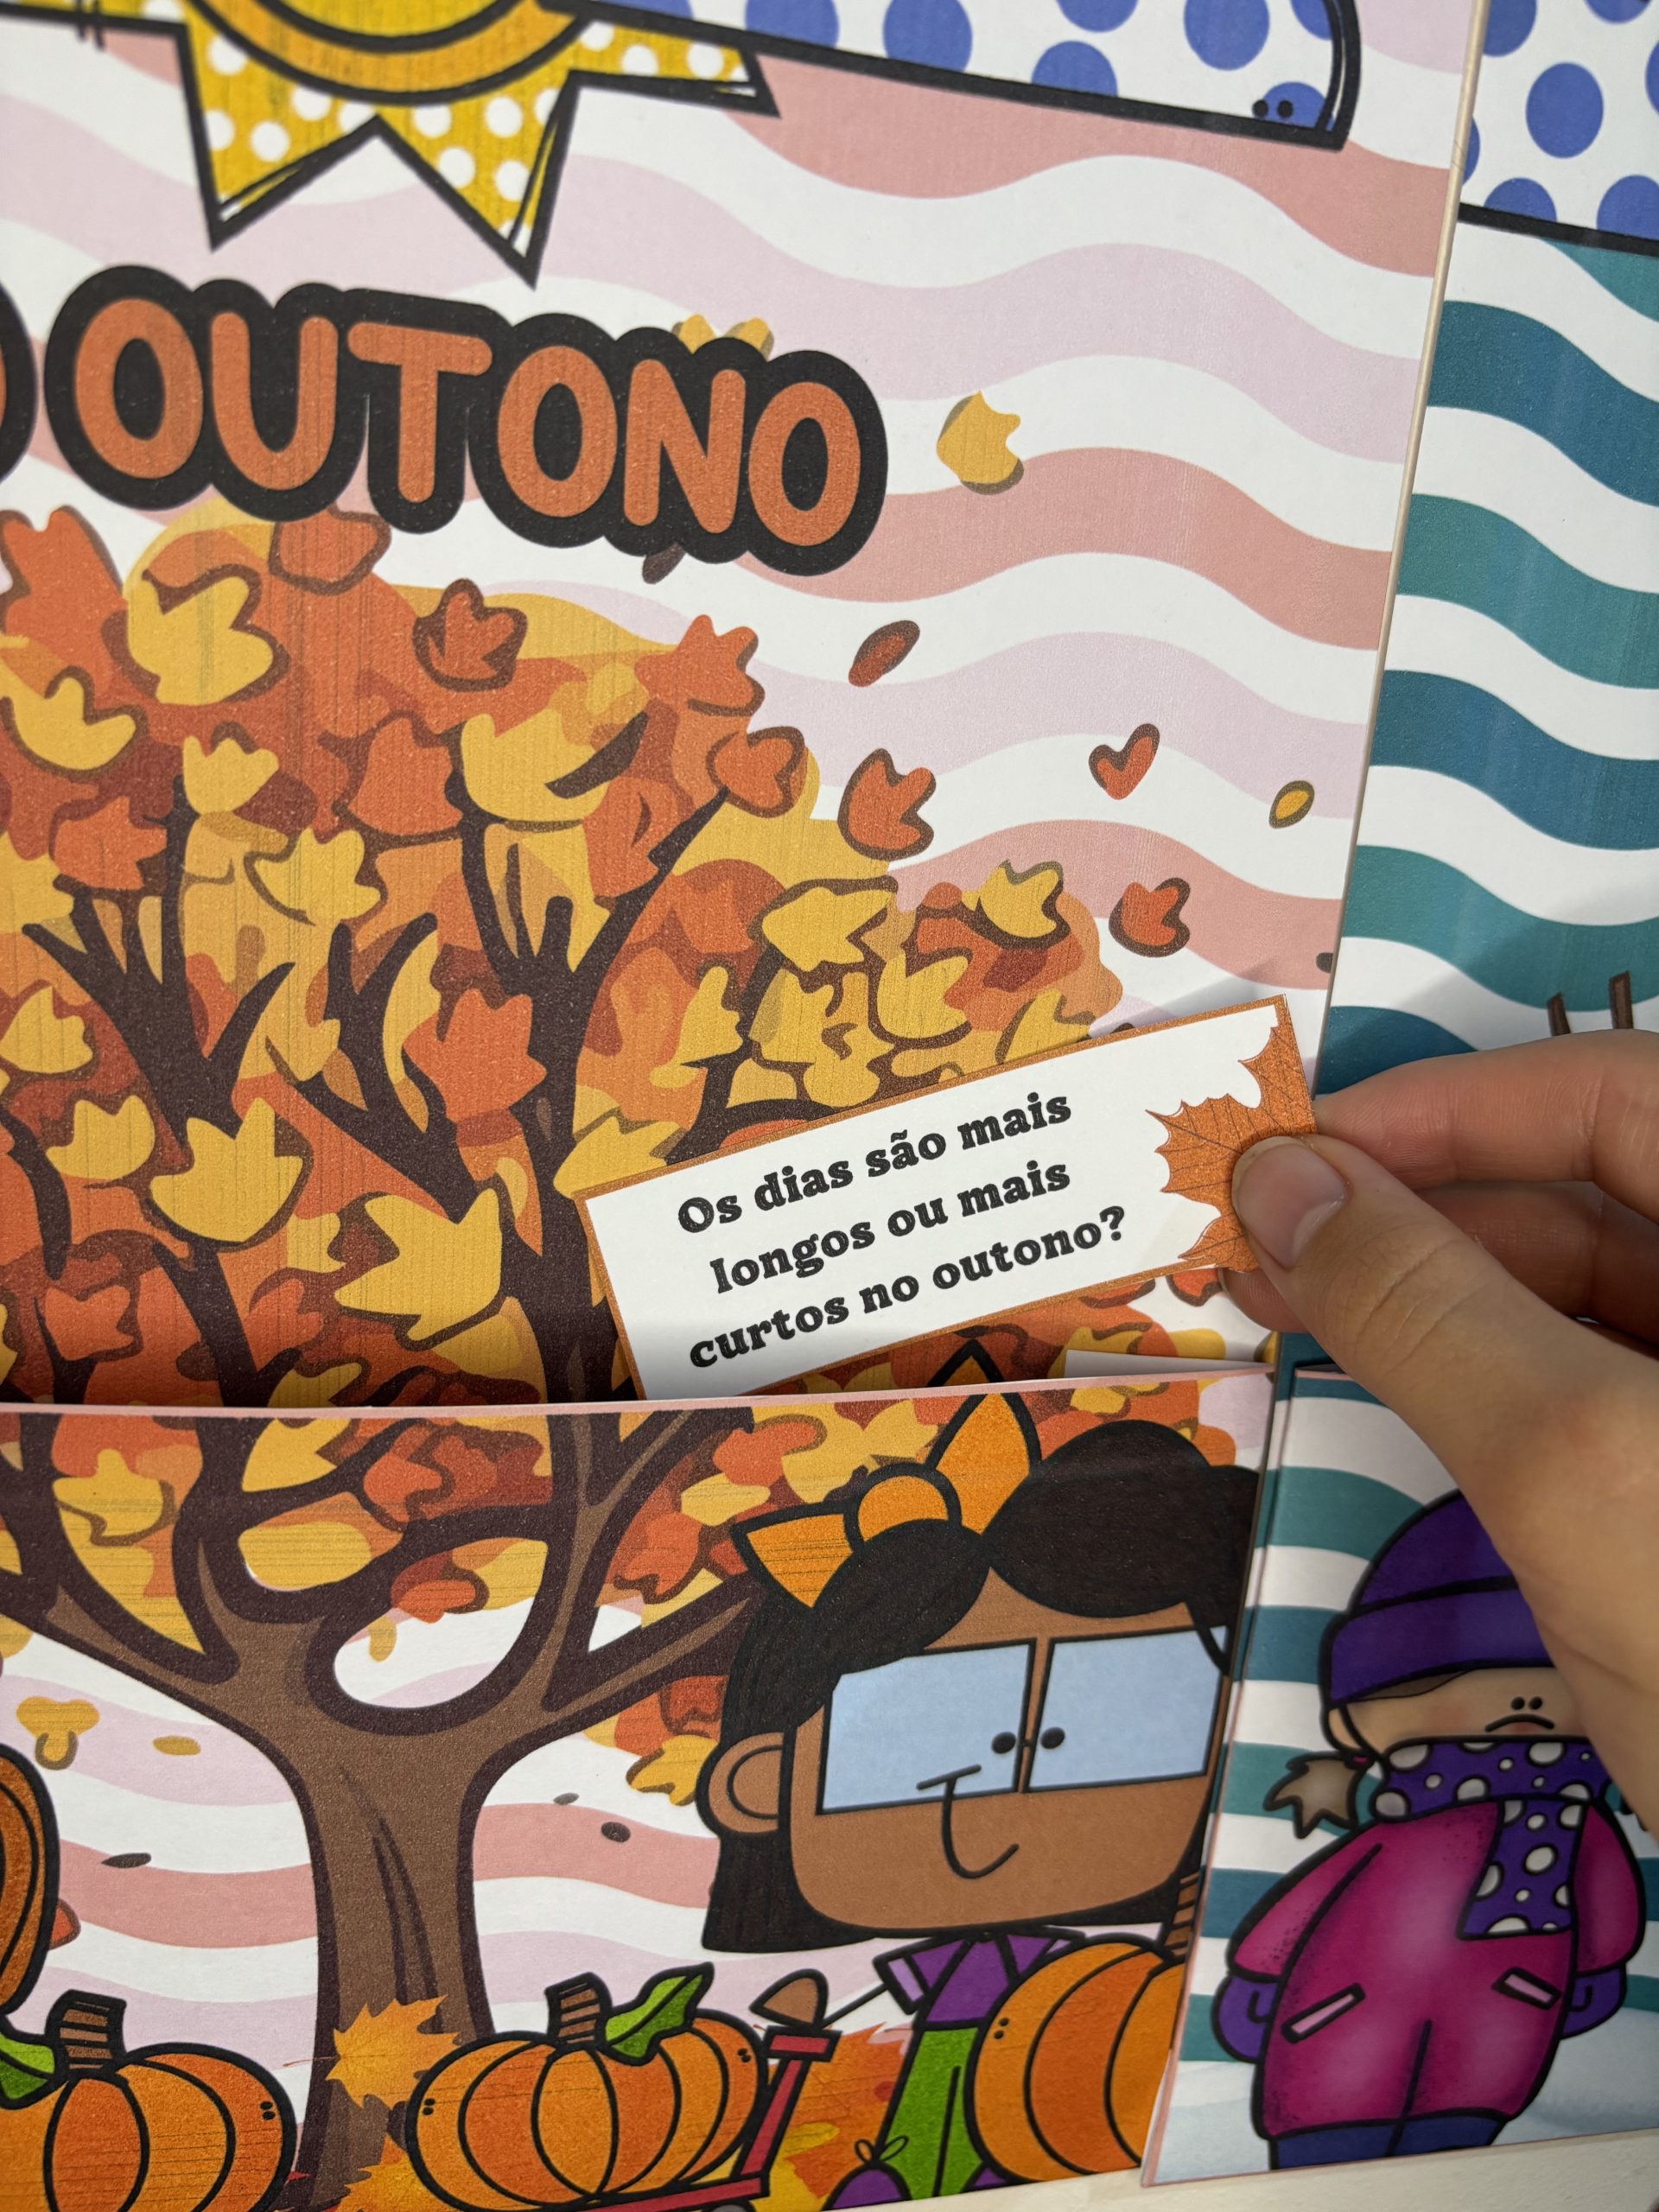 OUTONO
Os dias são mais
longos ou mais
curtos no outono?